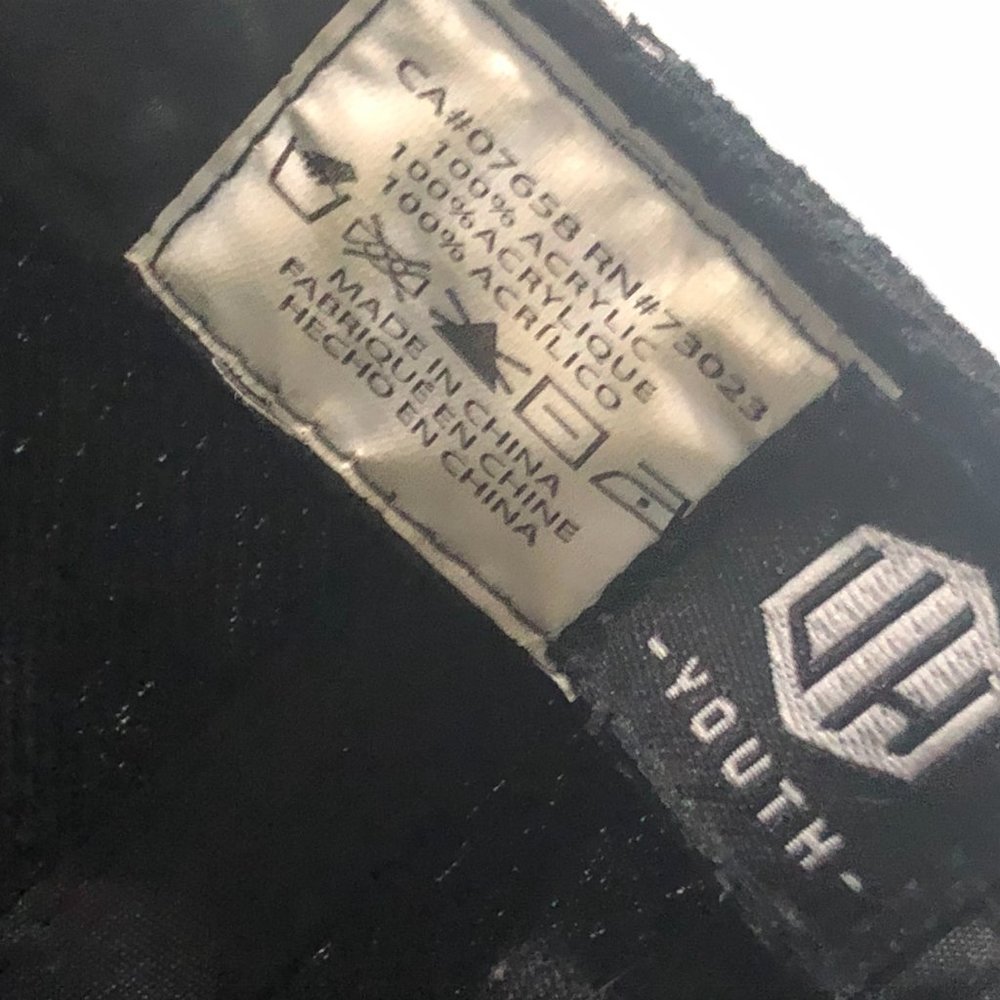 CA#07658 RN#73023
100% ACRYLIC
100% ACRYLIQUE
100% ACRÍLICO
MADE IN CHINA
FABRIQUÉ EN CHINE
HECHO EN CHINA
-YOUTH-